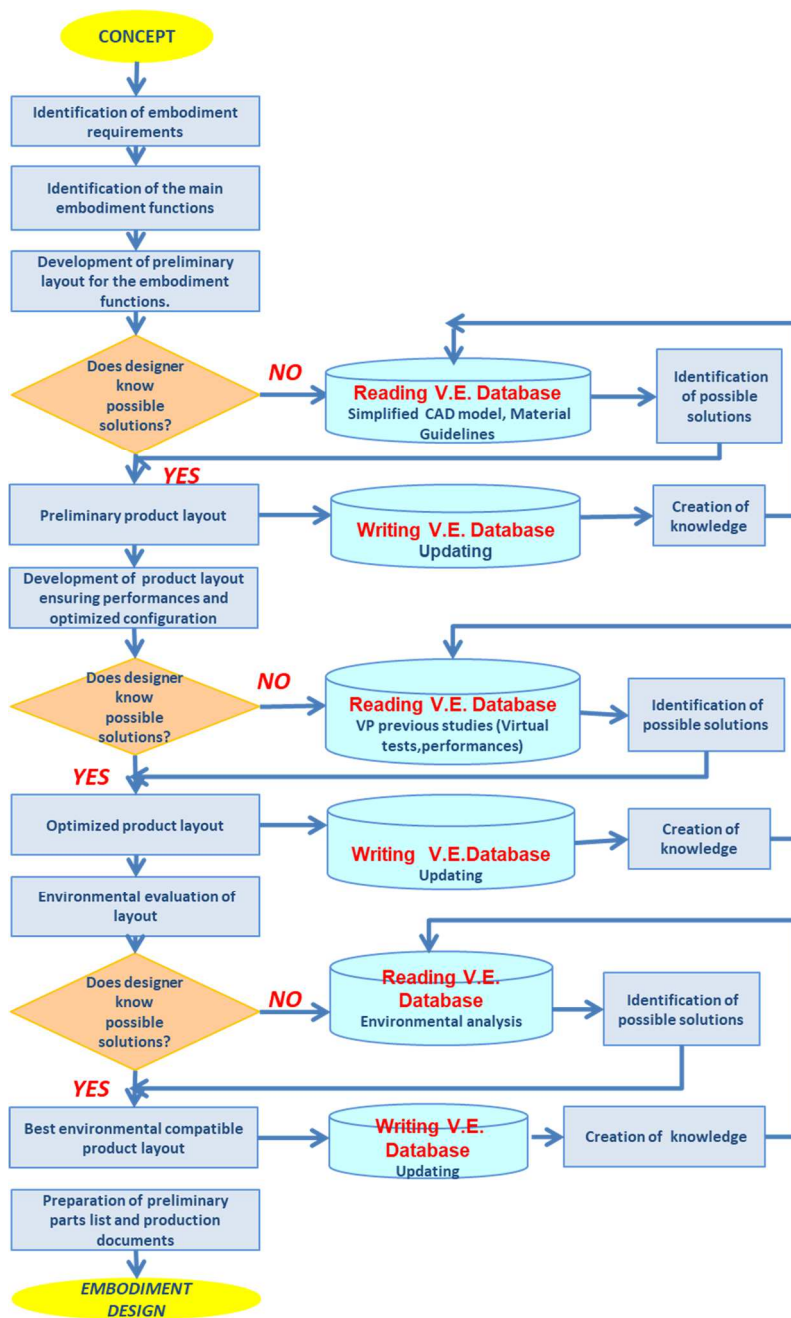 CONCEPT
Identification of embodiment
requirements
Identification of the main
embodiment functions
Development of preliminary
layout for the embodiment
functions.
Does designer
know
possible
solutions?
NO
Reading V.E. Database
Simplified CAD model, Material
Guidelines
Identification
of possible
solutions
YES
Preliminary product layout
Writing V.E. Database
Updating
Creation of
knowledge
Development of product layout
ensuring performances and
optimized configuration
Does designer
know
possible
solutions?
NO
Reading V.E. Database
VP previous studies (Virtual
tests,performances)
Identification of
possible solutions
YES
Optimized product layout
Writing V.E.Database
Updating
Creation of
knowledge
Environmental evaluation of
layout
Does designer
know
possible
solutions?
NO
Reading V.E.
Database
Environmental analysis
Identification of
possible solutions
YES
Best environmental compatible
product layout
Writing V.E.
Database
Updating
Creation of knowledge
Preparation of preliminary
parts list and production
documents
EMBODIMENT
DESIGN